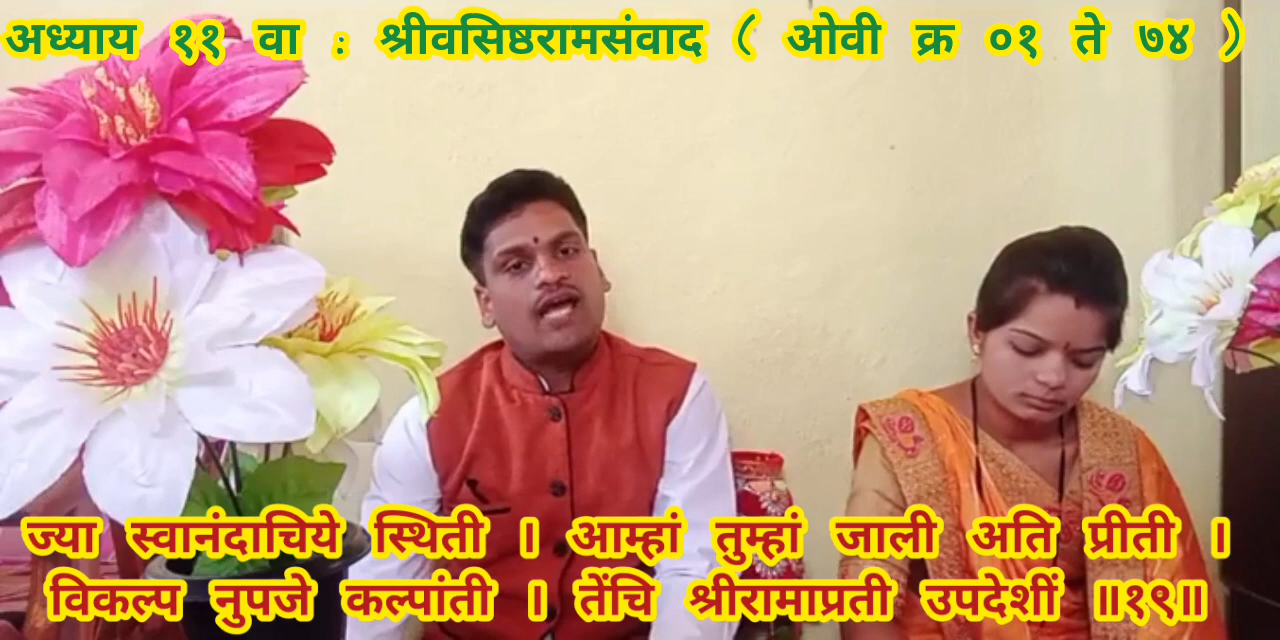 अध्याय ११ वा : श्रीवसिष्ठरामसंवाद ( ओवी क्र ०१ ते ७४ )
ज्या स्वानंदाचिये स्थिती । आम्हां तुम्हां जाली अति प्रीती ।
विकल्प नुपजे कल्पांती । तेंचि श्रीरामाप्रती उपदेशीं ॥१९॥